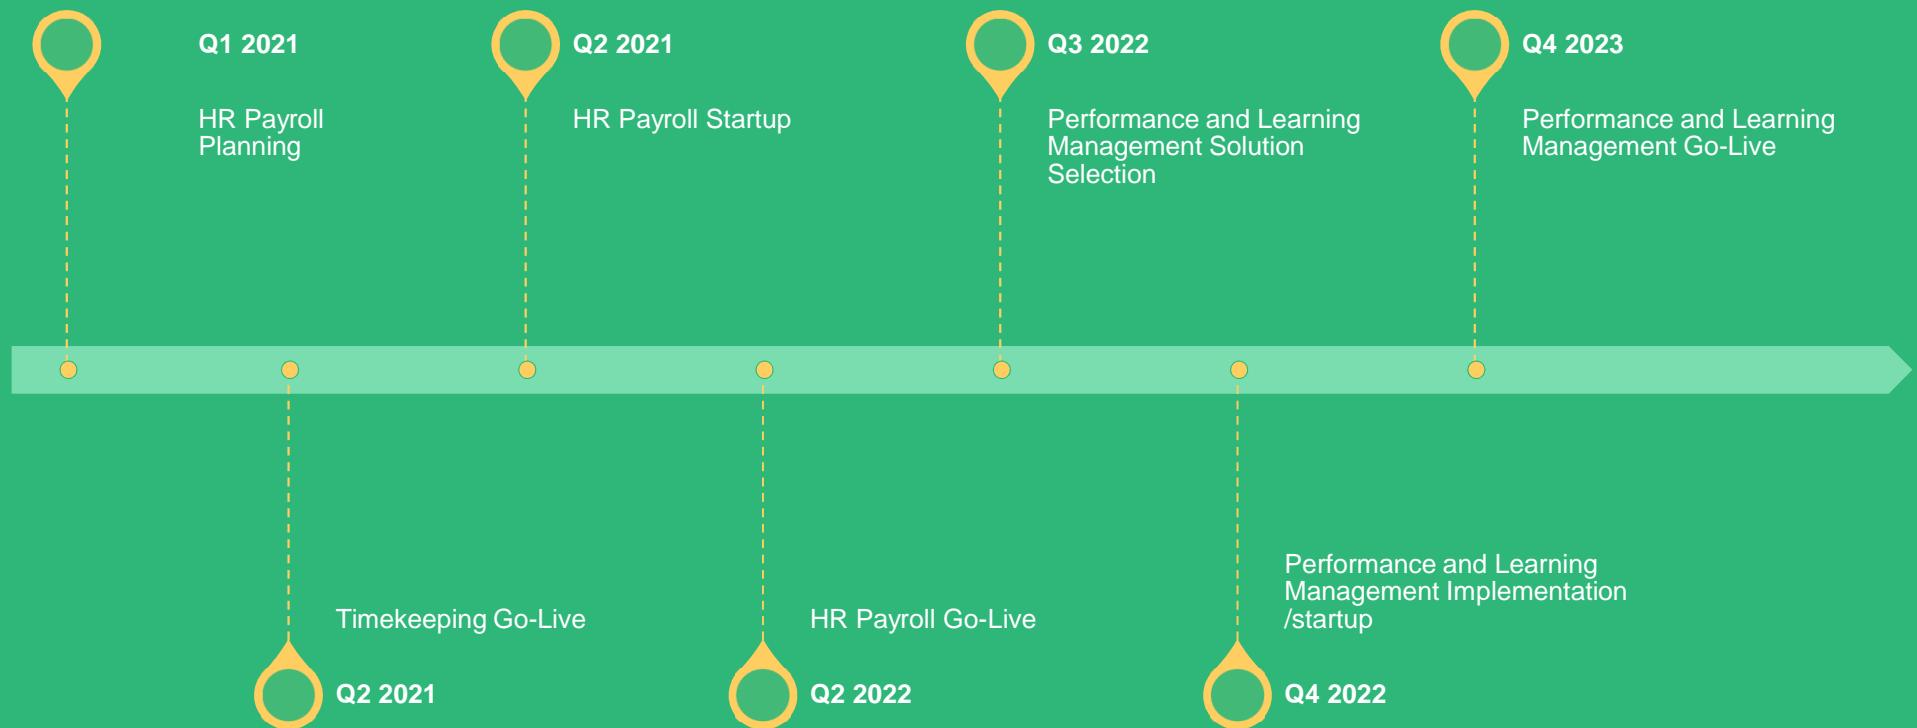 Q1 2021
HR Payroll
Planning
Q2 2021
HR Payroll Startup
Q3 2022
Performance and Learning
Management Solution
Selection
Q4 2023
Performance and Learning
Management Go-Live
Timekeeping Go-Live
Q2 2021
HR Payroll Go-Live
Q2 2022
Performance and Learning
Management Implementation
/startup
Q4 2022